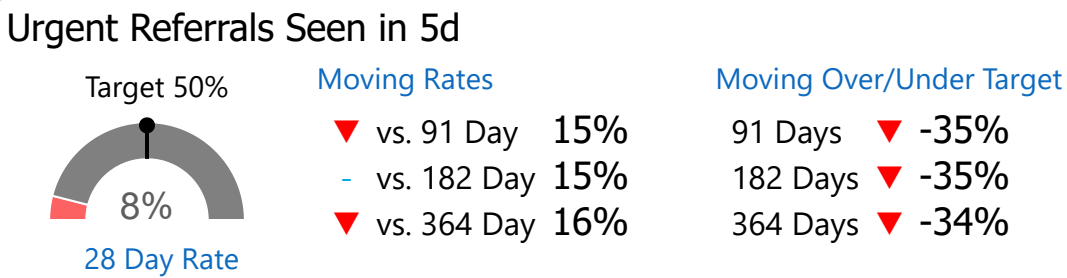 Urgent Referrals Seen in 5d
Target 50%
8%
28 Day Rate
Moving Rates
▼ vs. 91 Day 15%
- vs. 182 Day 15%
▼ vs. 364 Day 16%
Moving Over/Under Target
91 Days ▼ -35%
182 Days ▼ -35%
364 Days ▼ -34%